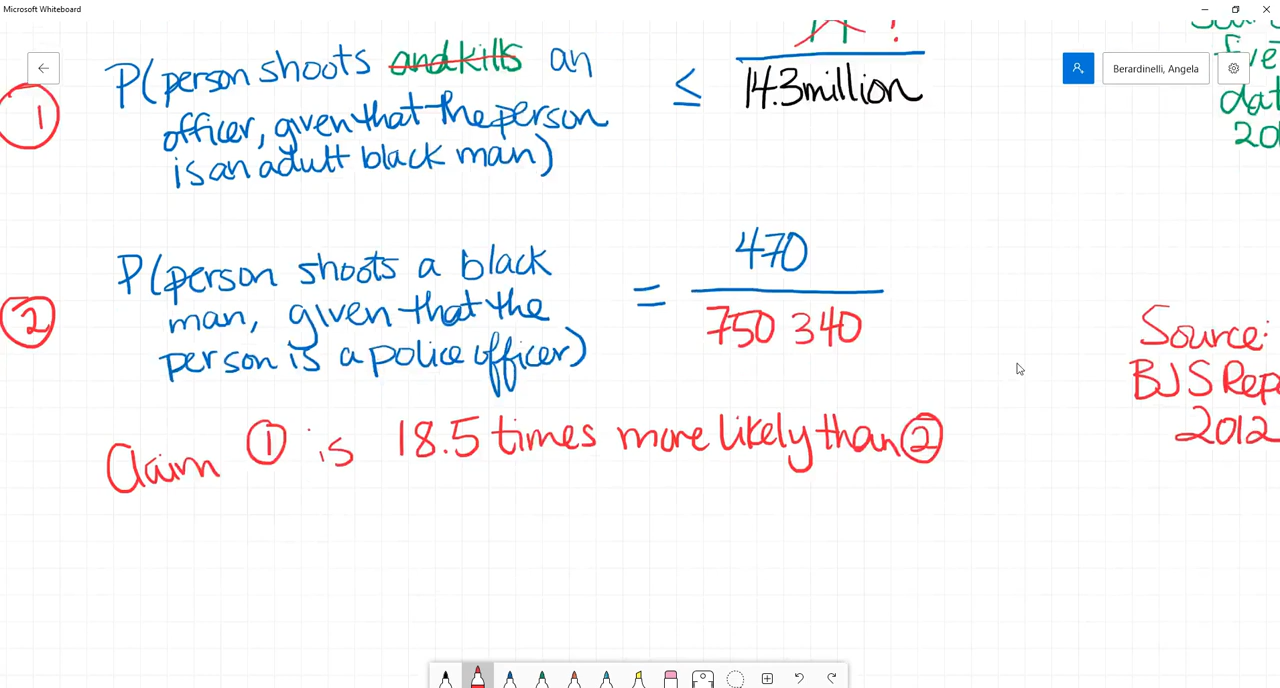 Microsoft Whiteboard
Berardinelli, Angela
P(person shoots and kills an
officer, given that the person
is an adult black man)
≤
14.3 million
1
P(person shoots a black
man, given that the
person is a police officer)
=
470
750 340
2
Source:
BJS Rep
2012
Claim ① is 18.5 times more likely than ②